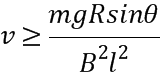 v ≥ mgRsinθ / B²l²